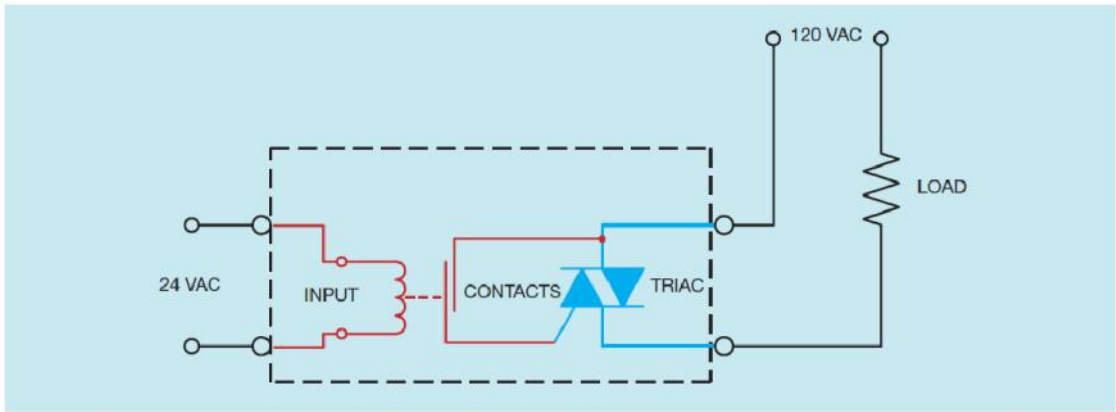 120 VAC
LOAD
24 VAC
INPUT
CONTACTS
TRIAC